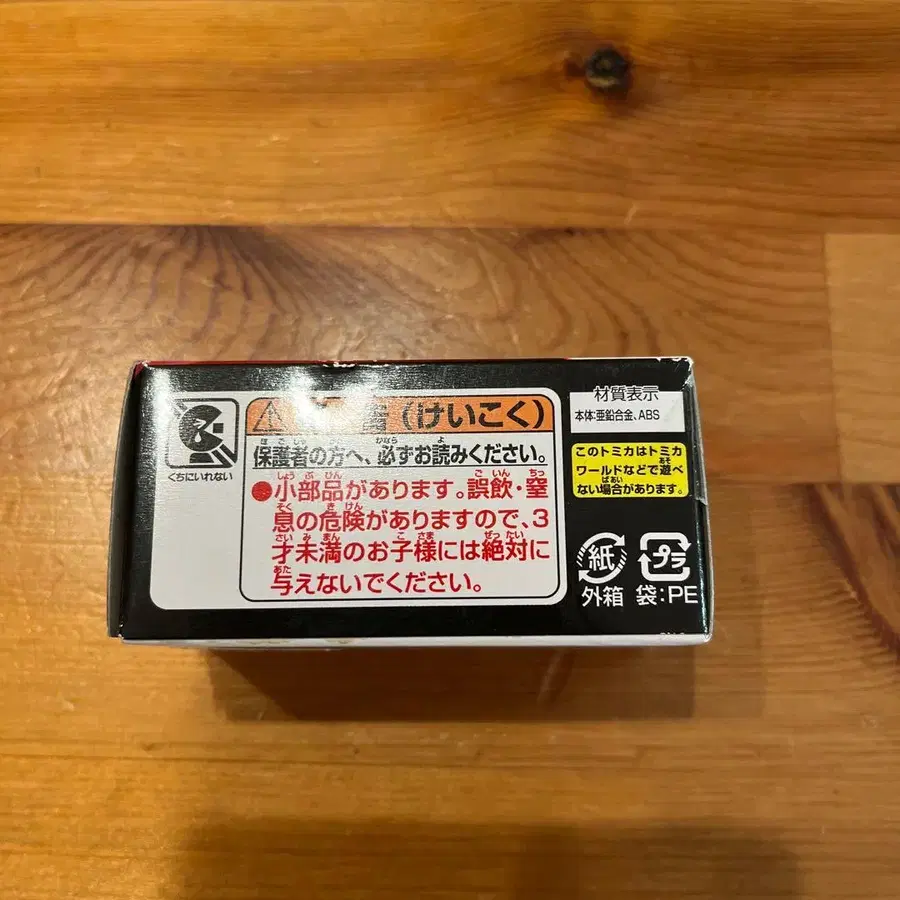 くちにいれない
告(けいこく)
保護者の方へ、必ずお読みください。
●小部品があります。誤飲・窒
息の危険がありますので、3
才未満のお子様には絶対に
与えないでください。
材質表示
本体:亜鉛合金、ABS
このトミカはトミカ
ワールドなどで遊べ
ない場合があります。
紙
外箱
プラ
袋:PE